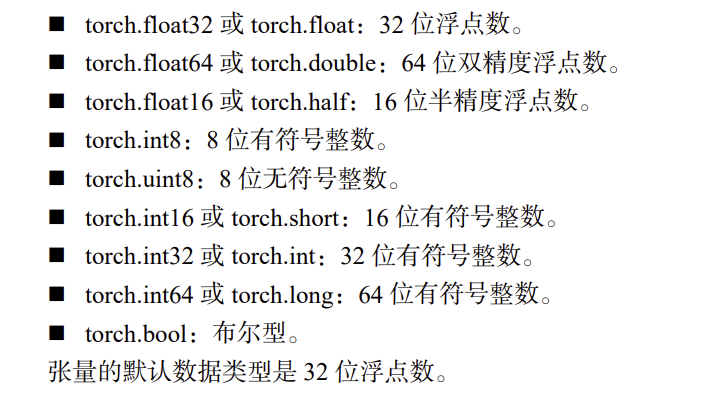 ■ torch.float32 或 torch.float：32 位浮点数。
■ torch.float64 或 torch.double：64 位双精度浮点数。
■ torch.float16 或 torch.half：16 位半精度浮点数。
■ torch.int8：8 位有符号整数。
■ torch.uint8：8 位无符号整数。
■ torch.int16 或 torch.short：16 位有符号整数。
■ torch.int32 或 torch.int：32 位有符号整数。
■ torch.int64 或 torch.long：64 位有符号整数。
■ torch.bool：布尔型。
张量的默认数据类型是 32 位浮点数。